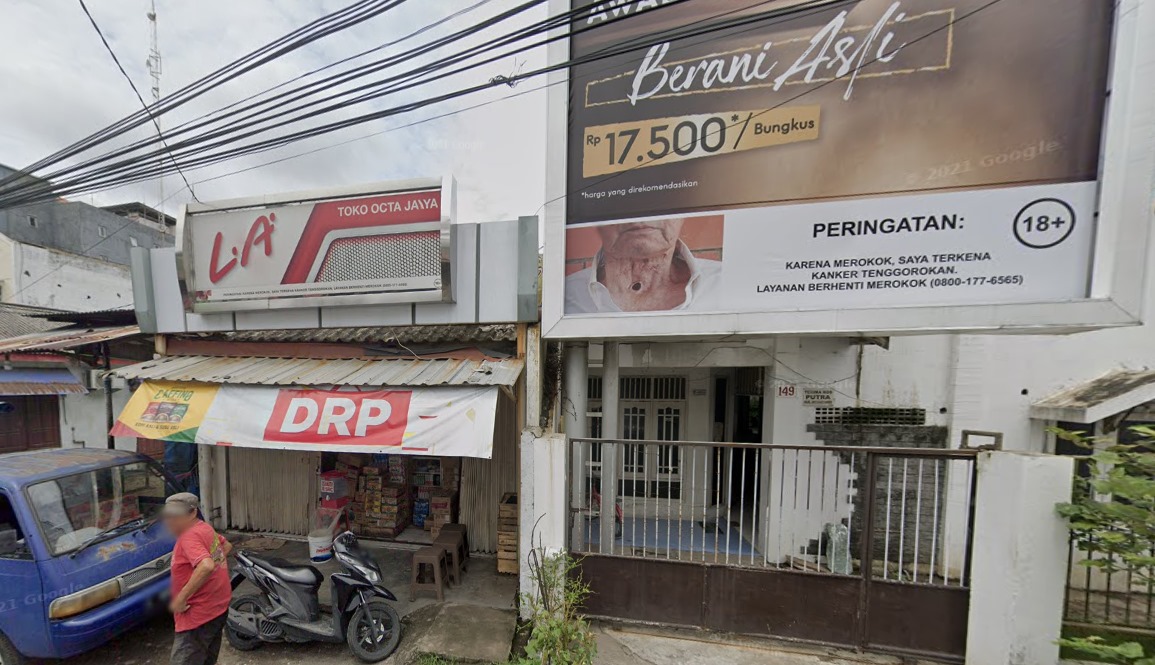 Berani Asli
Rp 17.500*/ Bungkus
*harga yang direkomendasikan
PERINGATAN:
18+
KARENA MEROKOK, SAYA TERKENA
KANKER TENGGOROKAN.
LAYANAN BERHENTI MEROKOK (0800-177-6565)
L.A
TOKO OCTA JAYYA
DRP
149
PUTRA
© 2021 Google